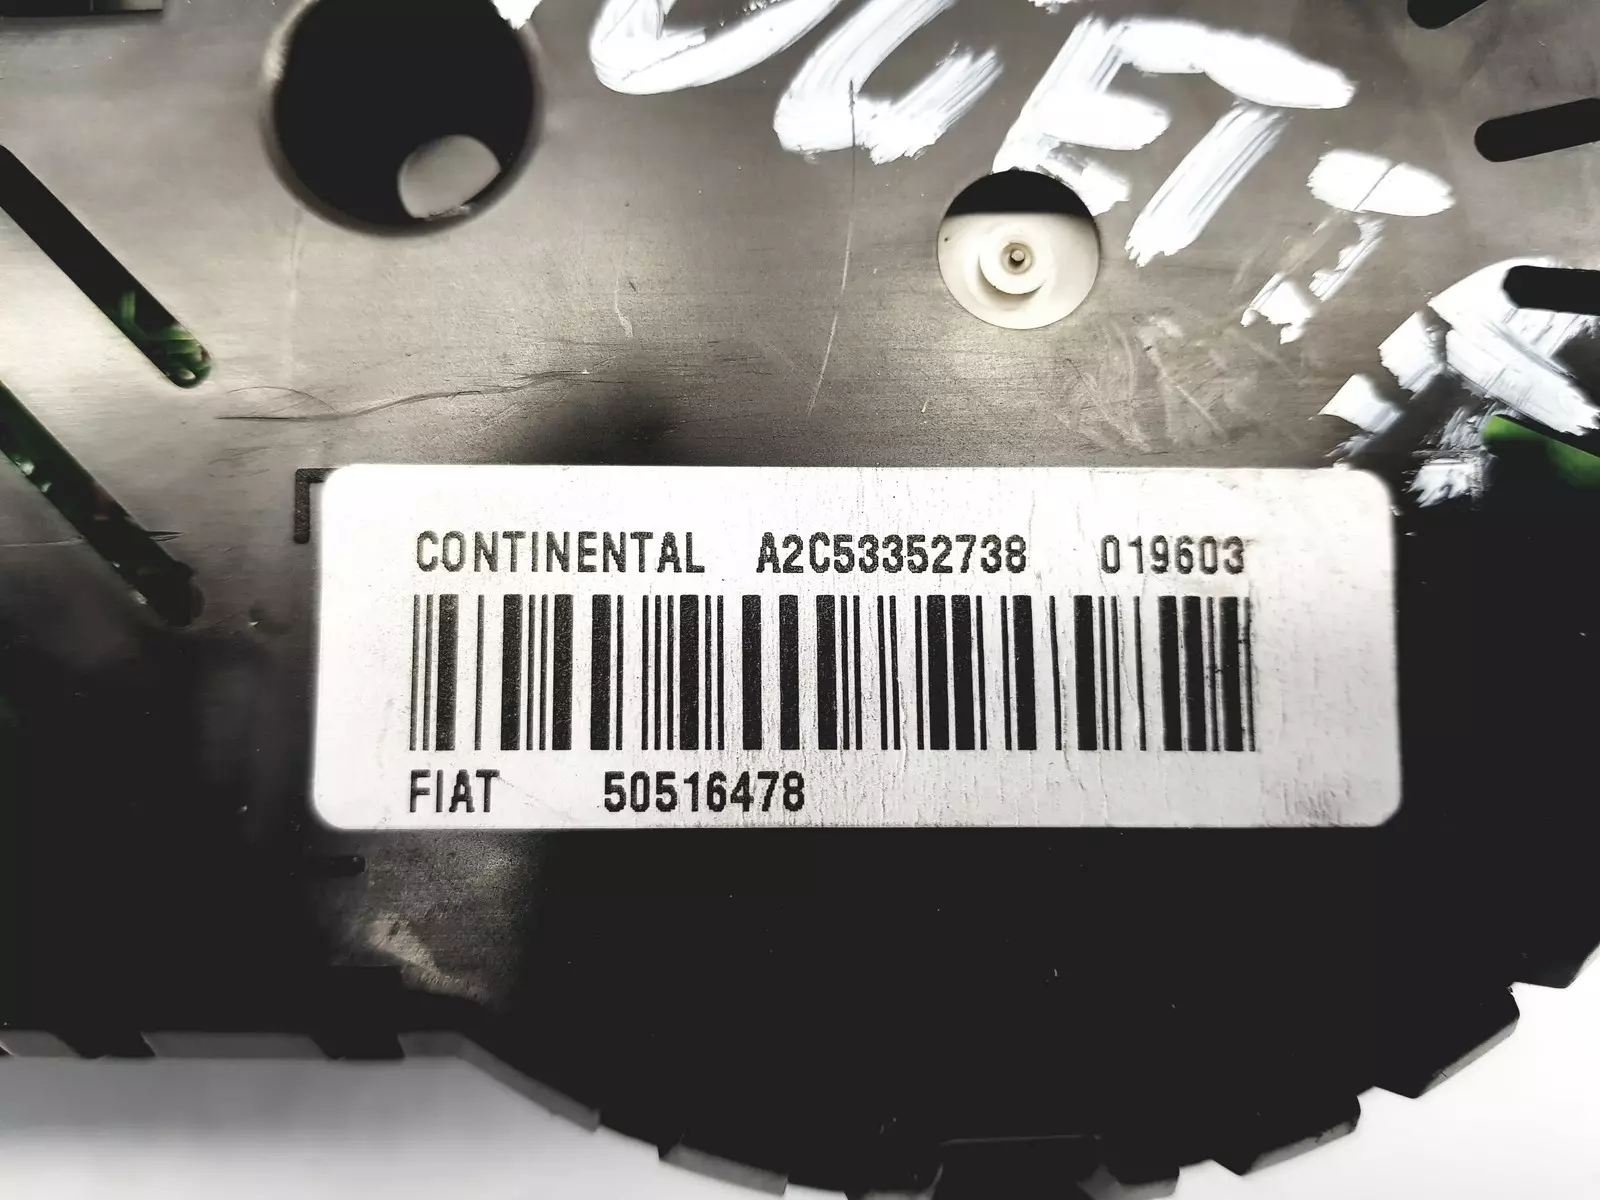 CONTINENTAL A2C53352738 019603
FIAT 50516478